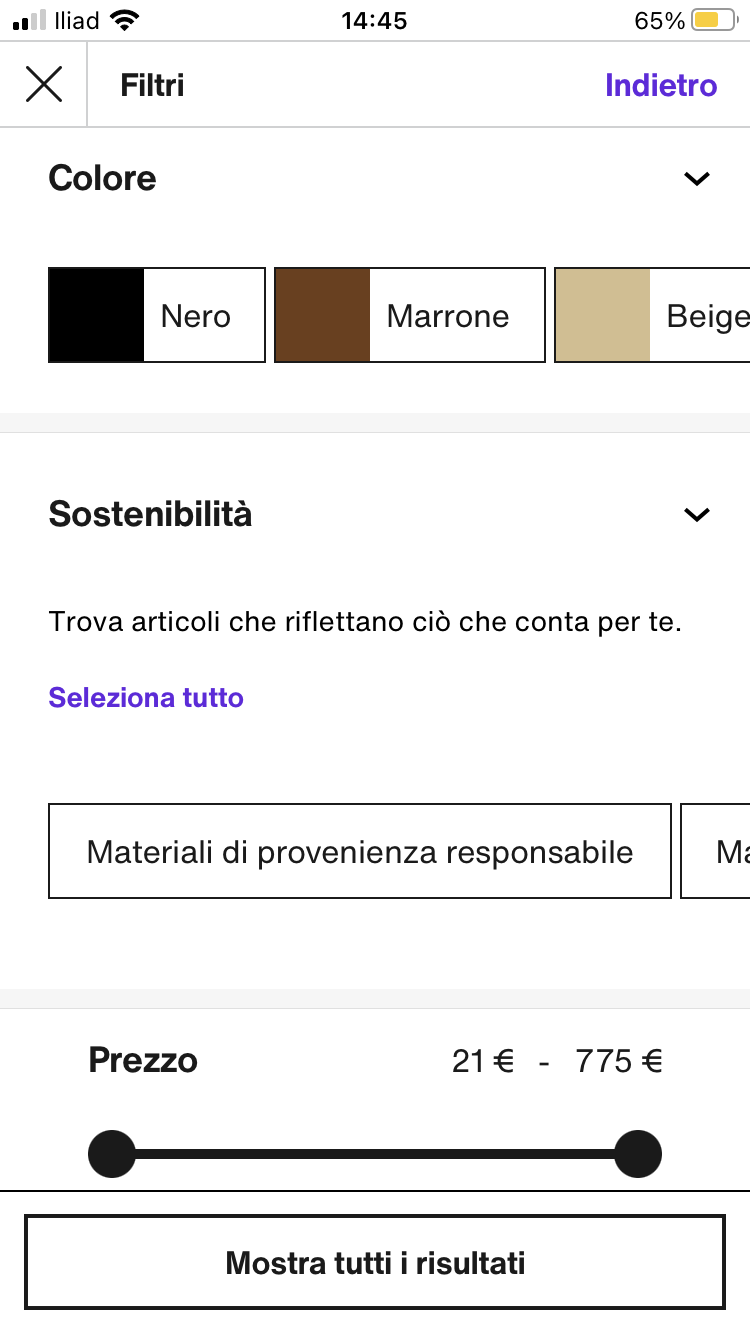 Iliad 14:45 65%
Filtri Indietro
Colore
Nero Marrone Beige
Sostenibilità
Trova articoli che riflettano ciò che conta per te.
Seleziona tutto
Materiali di provenienza responsabile
Prezzo 21 € - 775 €
Mostra tutti i risultati